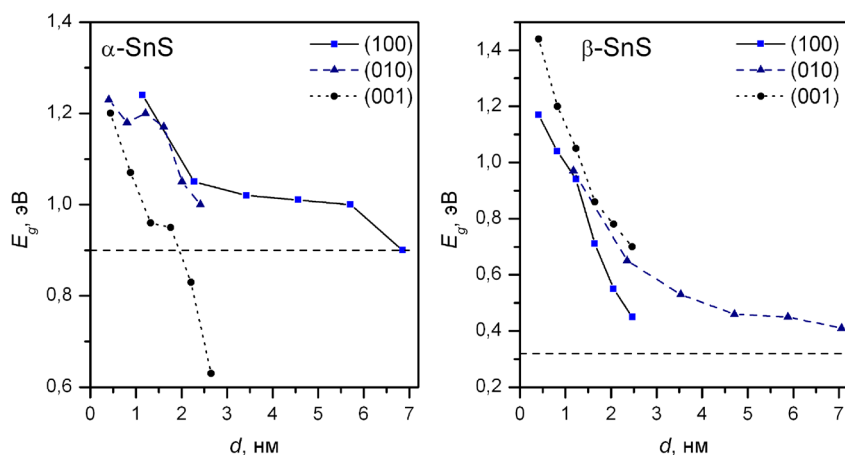 α-SnS
(100)
(010)
(001)
1,4
1,2
1,0
0,8
0,6
E_g, эВ
0 1 2 3 4 5 6 7
d, нм
β-SnS
(100)
(010)
(001)
1,4
1,2
1,0
0,8
0,6
0,4
0,2
E_g, эВ
0 1 2 3 4 5 6 7
d, нм